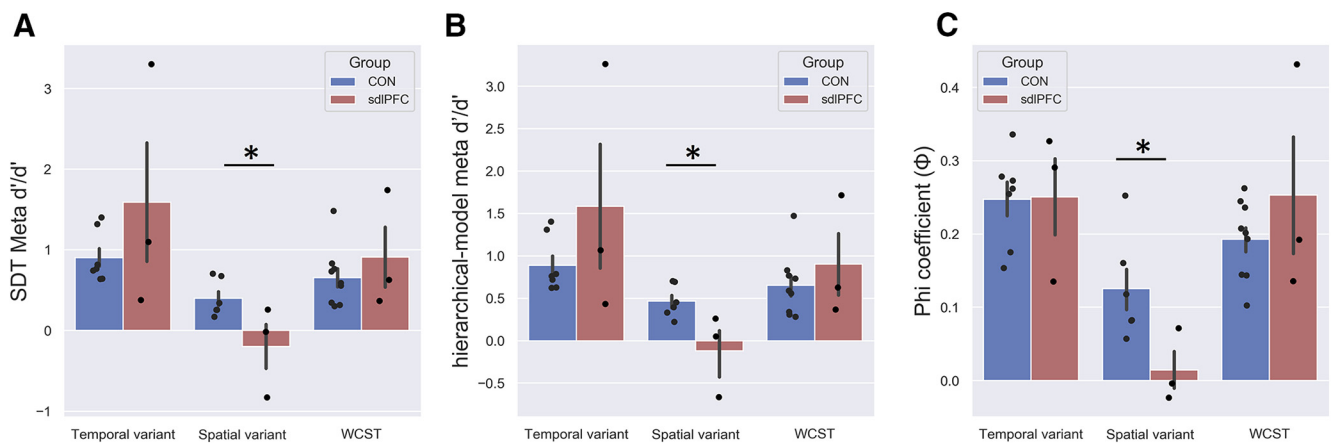 A
SDT Meta d'/d'
3
2
1
0
−1
Group
CON
sdlPFC
*
Temporal variant
Spatial variant
WCST
B
hierarchical-model meta d'/d'
3.0
2.5
2.0
1.5
1.0
0.5
0.0
−0.5
Group
CON
sdlPFC
*
Temporal variant
Spatial variant
WCST
C
Phi coefficient (Φ)
0.4
0.3
0.2
0.1
0.0
Group
CON
sdlPFC
*
Temporal variant
Spatial variant
WCST